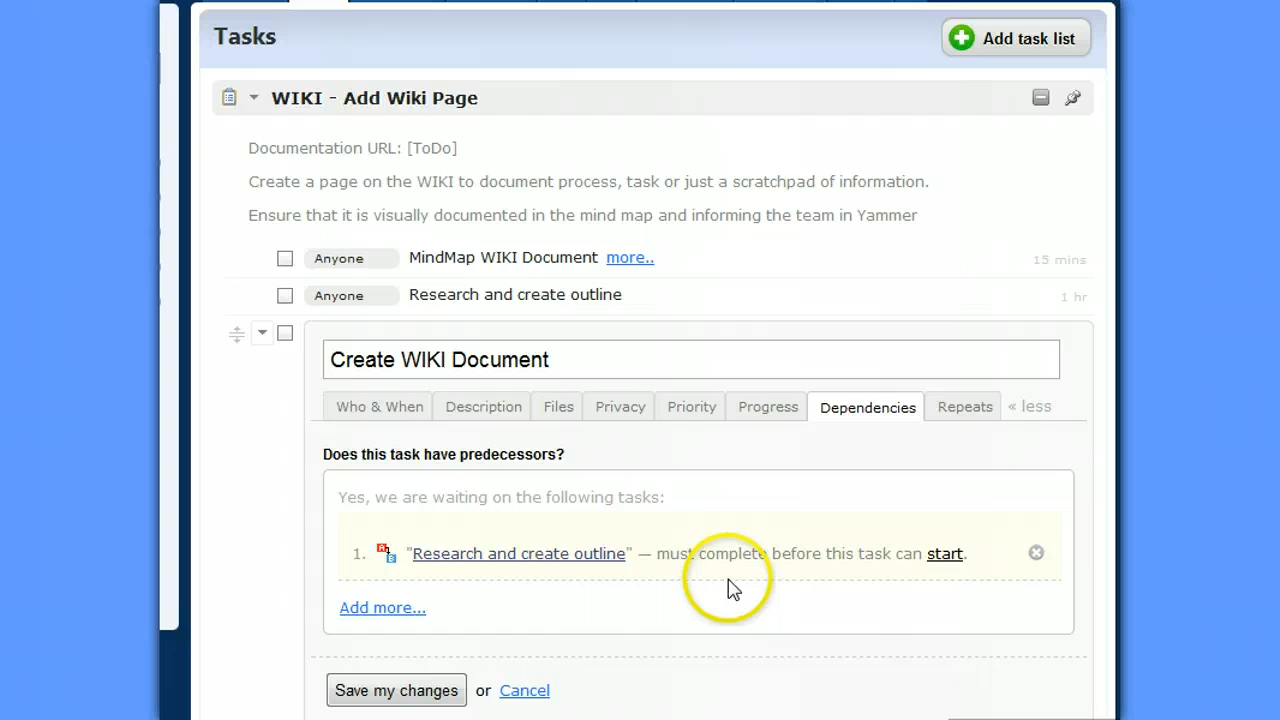 Tasks
Add task list
WIKI - Add Wiki Page
Documentation URL: [ToDo]
Create a page on the WIKI to document process, task or just a scratchpad of information.
Ensure that it is visually documented in the mind map and informing the team in Yammer
Anyone MindMap WIKI Document more.. 15 mins
Anyone Research and create outline 1 hr
Create WIKI Document
Who & When Description Files Privacy Priority Progress Dependencies Repeats « less
Does this task have predecessors?
Yes, we are waiting on the following tasks:
1. "Research and create outline" — must complete before this task can start.
Add more...
Save my changes or Cancel